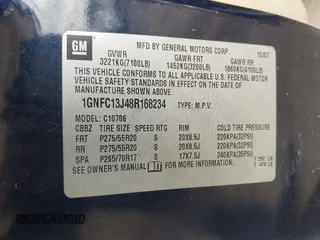 GM
MFD BY GENERAL MOTORS CORP.
10/07
GVWR GAWR FRT GAWR RR
3221KG(7100LB) 1452KG(3200LB) 1860KG(4100LB)
THIS VEHICLE CONFORMS TO ALL APPLICABLE U.S. FEDERAL
MOTOR VEHICLE SAFETY STANDARDS IN EFFECT ON THE DATE
OF MANUFACTURE SHOWN ABOVE.
1GNFC13J48R168234 TYPE: M.P.V.
MODEL: C10706
CBBZ TIRE SIZE SPEED RTG RIM COLD TIRE PRESSURE
FRT P275/55R20 S 20X8.5J 220KPA(32PSI)
RR P275/55R20 S 20X8.5J 220KPA(32PSI)
SPA P265/70R17 S 17X7.5J 240KPA(35PSI)
SEE OWNER'S MANUAL
DREAMBID